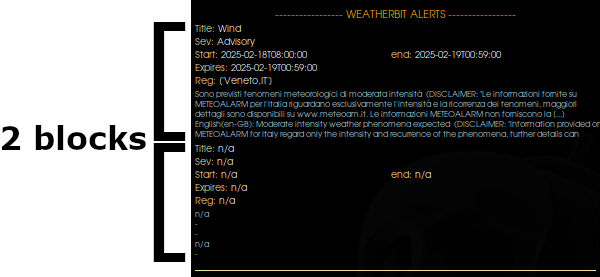 ------------------ WEATHERBIT ALERTS ------------------
Title: Wind
Sev: Advisory
Start: 2025-02-18T08:00:00 end: 2025-02-19T00:59:00
Expires: 2025-02-19T00:59:00
Reg: ['Veneto,IT']
Sono previsti fenomeni meteorologici di moderata intensità (DISCLAIMER: "Le informazioni fornite su
METEOALARM per l'Italia riguardano esclusivamente l'intensità e la ricorrenza dei fenomeni, maggiori
dettagli sono disponibili su www.meteoam.it. Le informazioni METEOALARM non forniscono la (...)
English(en-GB): Moderate intensity weather phenomena expected (DISCLAIMER: "Information provided on
METEOALARM for Italy regard only the intensity and recurrence of the phenomena, further details can
2 blocks
Title: n/a
Sev: n/a
Start: n/a end: n/a
Expires: n/a
Reg: n/a
n/a
-
-
n/a
-